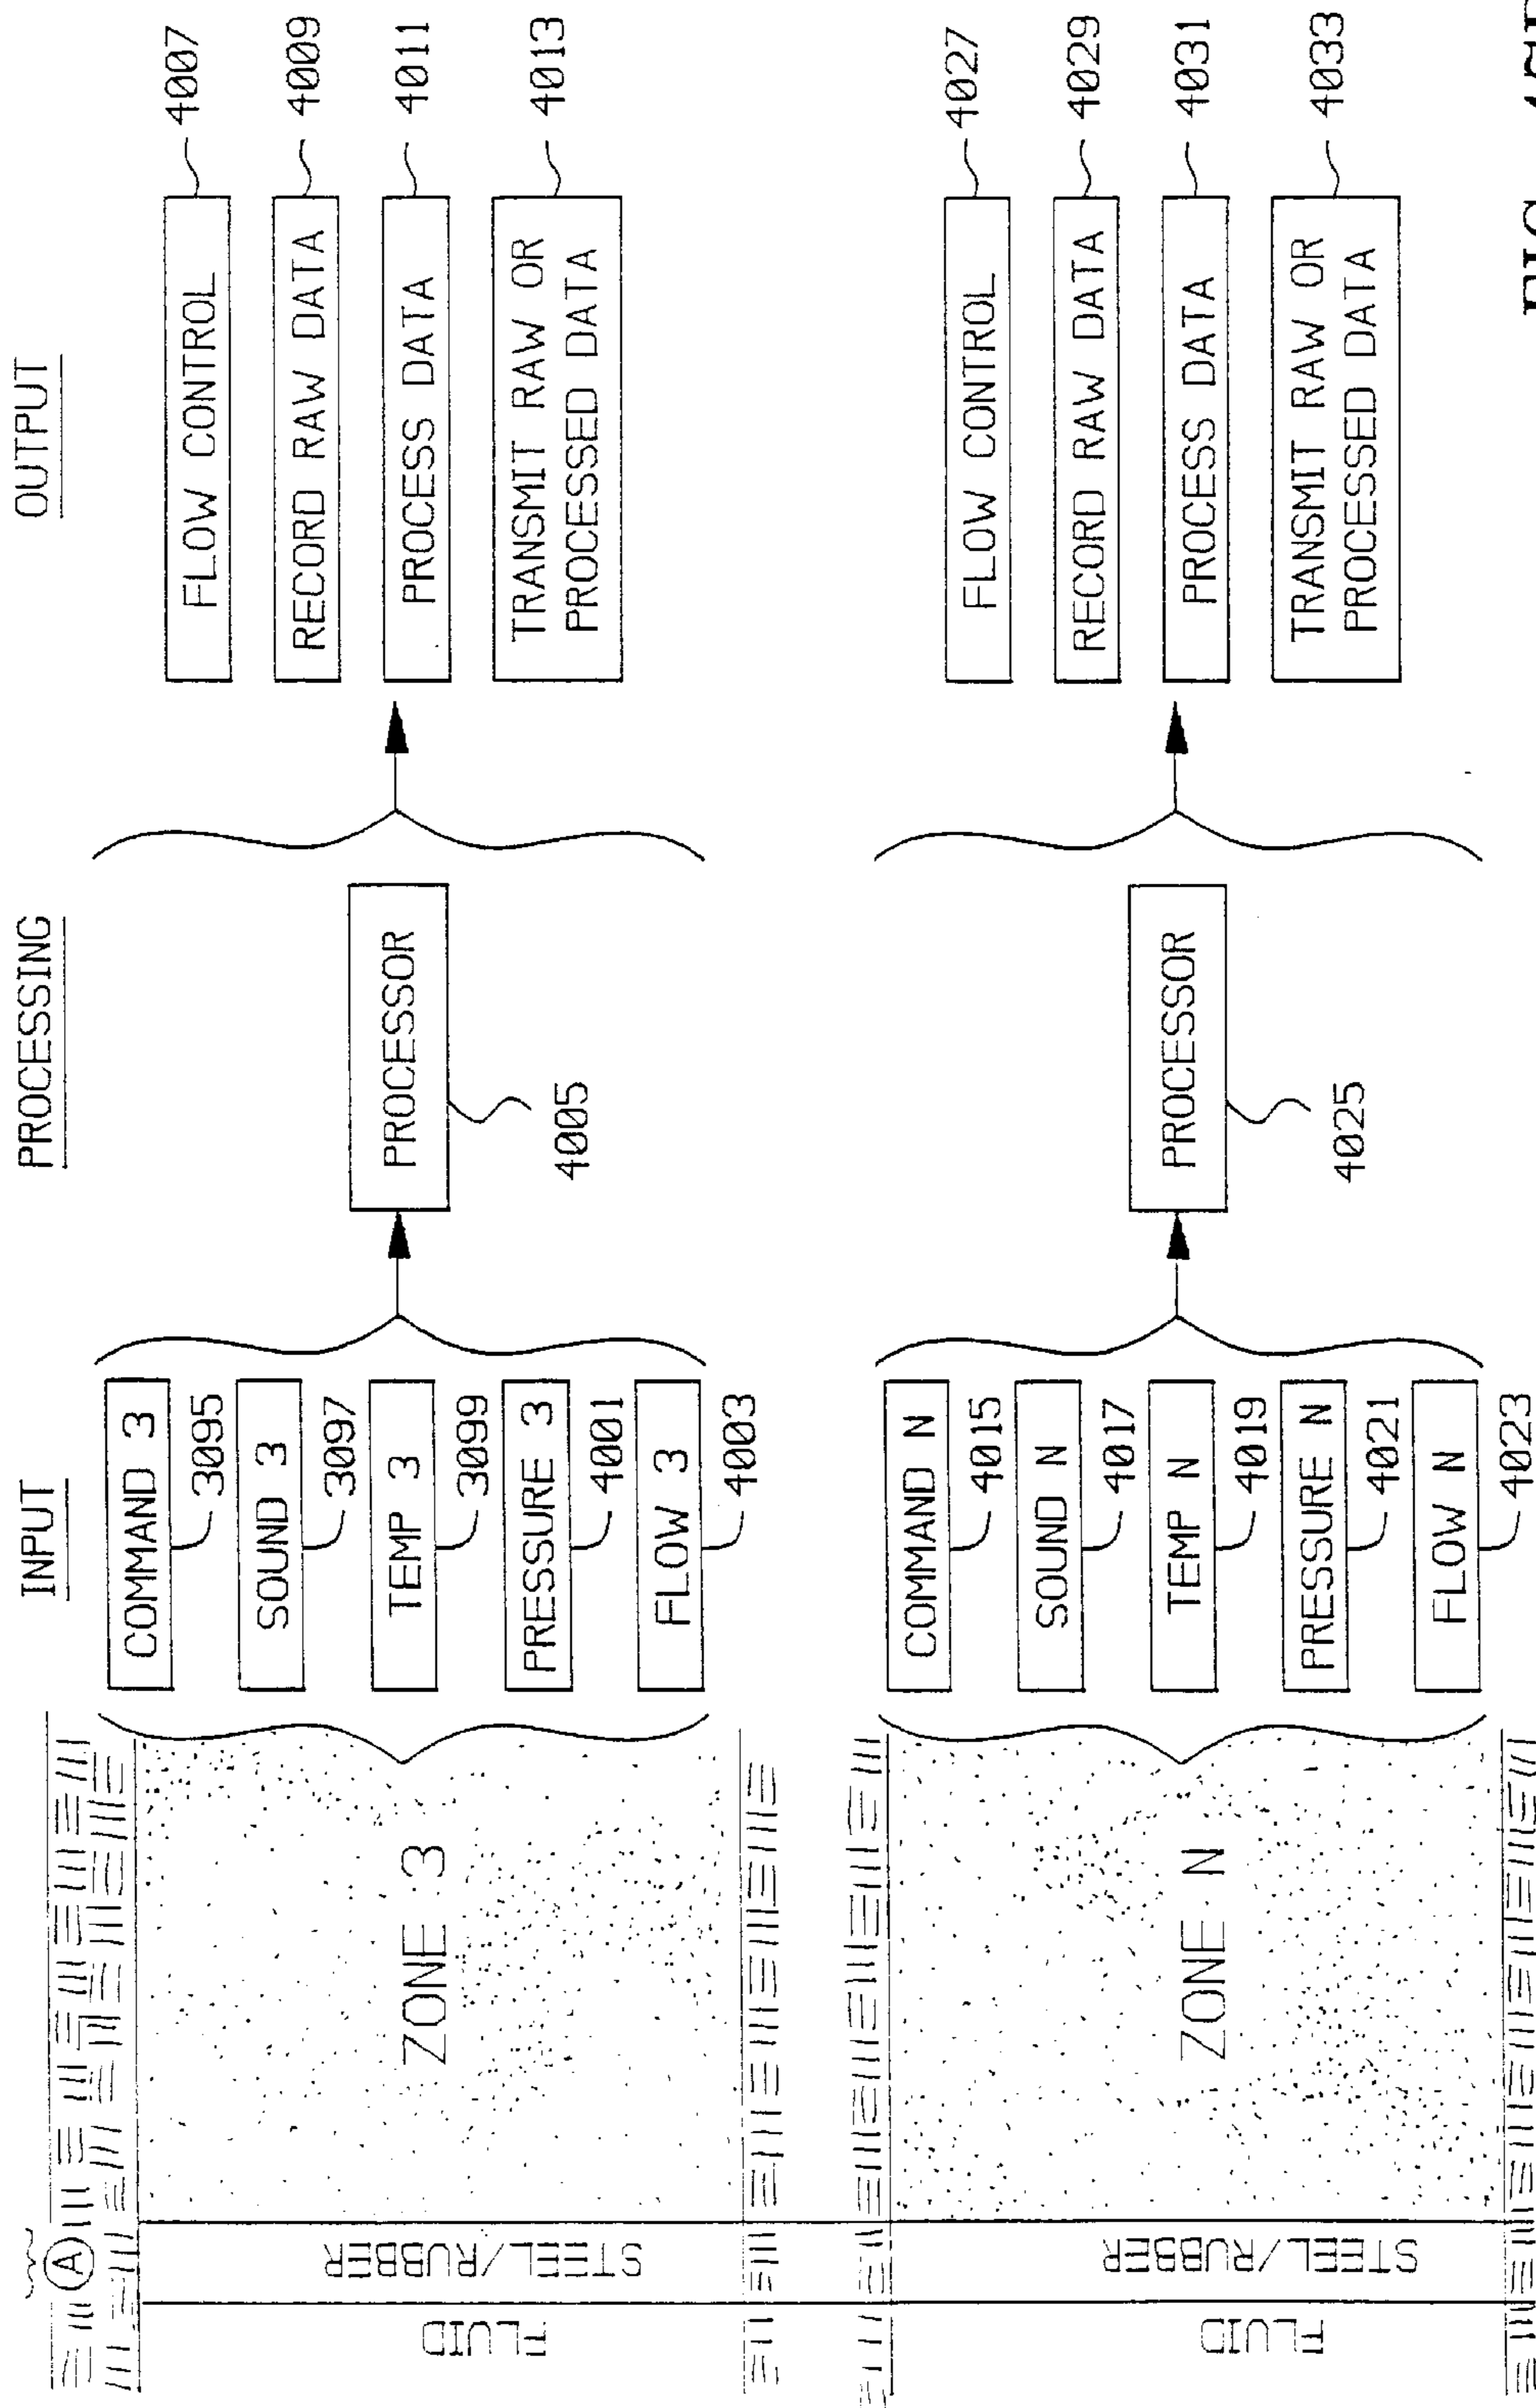 INPUT
PROCESSING
OUTPUT
A
FLUID
STEEL/RUBBER
ZONE 3
COMMAND 3
3095
SOUND 3
3097
TEMP 3
3099
PRESSURE 3
4001
FLOW 3
4003
PROCESSOR
4005
FLOW CONTROL
4007
RECORD RAW DATA
4009
PROCESS DATA
4011
TRANSMIT RAW OR
PROCESSED DATA
4013
FLUID
STEEL/RUBBER
ZONE N
COMMAND N
4015
SOUND N
4017
TEMP N
4019
PRESSURE N
4021
FLOW N
4023
PROCESSOR
4025
FLOW CONTROL
4027
RECORD RAW DATA
4029
PROCESS DATA
4031
TRANSMIT RAW OR
PROCESSED DATA
4033